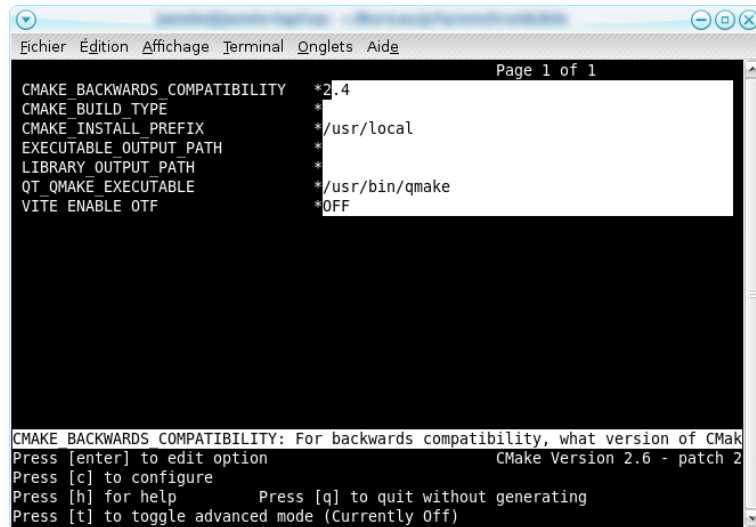 Fichier Édition Affichage Terminal Onglets Aide
Page 1 of 1
CMAKE_BACKWARDS_COMPATIBILITY *2.4
CMAKE_BUILD_TYPE *
CMAKE_INSTALL_PREFIX */usr/local
EXECUTABLE_OUTPUT_PATH *
LIBRARY_OUTPUT_PATH *
QT_QMAKE_EXECUTABLE */usr/bin/qmake
VITE_ENABLE_OTF *OFF
CMAKE_BACKWARDS_COMPATIBILITY: For backwards compatibility, what version of CMak
Press [enter] to edit option CMake Version 2.6 - patch 2
Press [c] to configure
Press [h] for help Press [q] to quit without generating
Press [t] to toggle advanced mode (Currently Off)